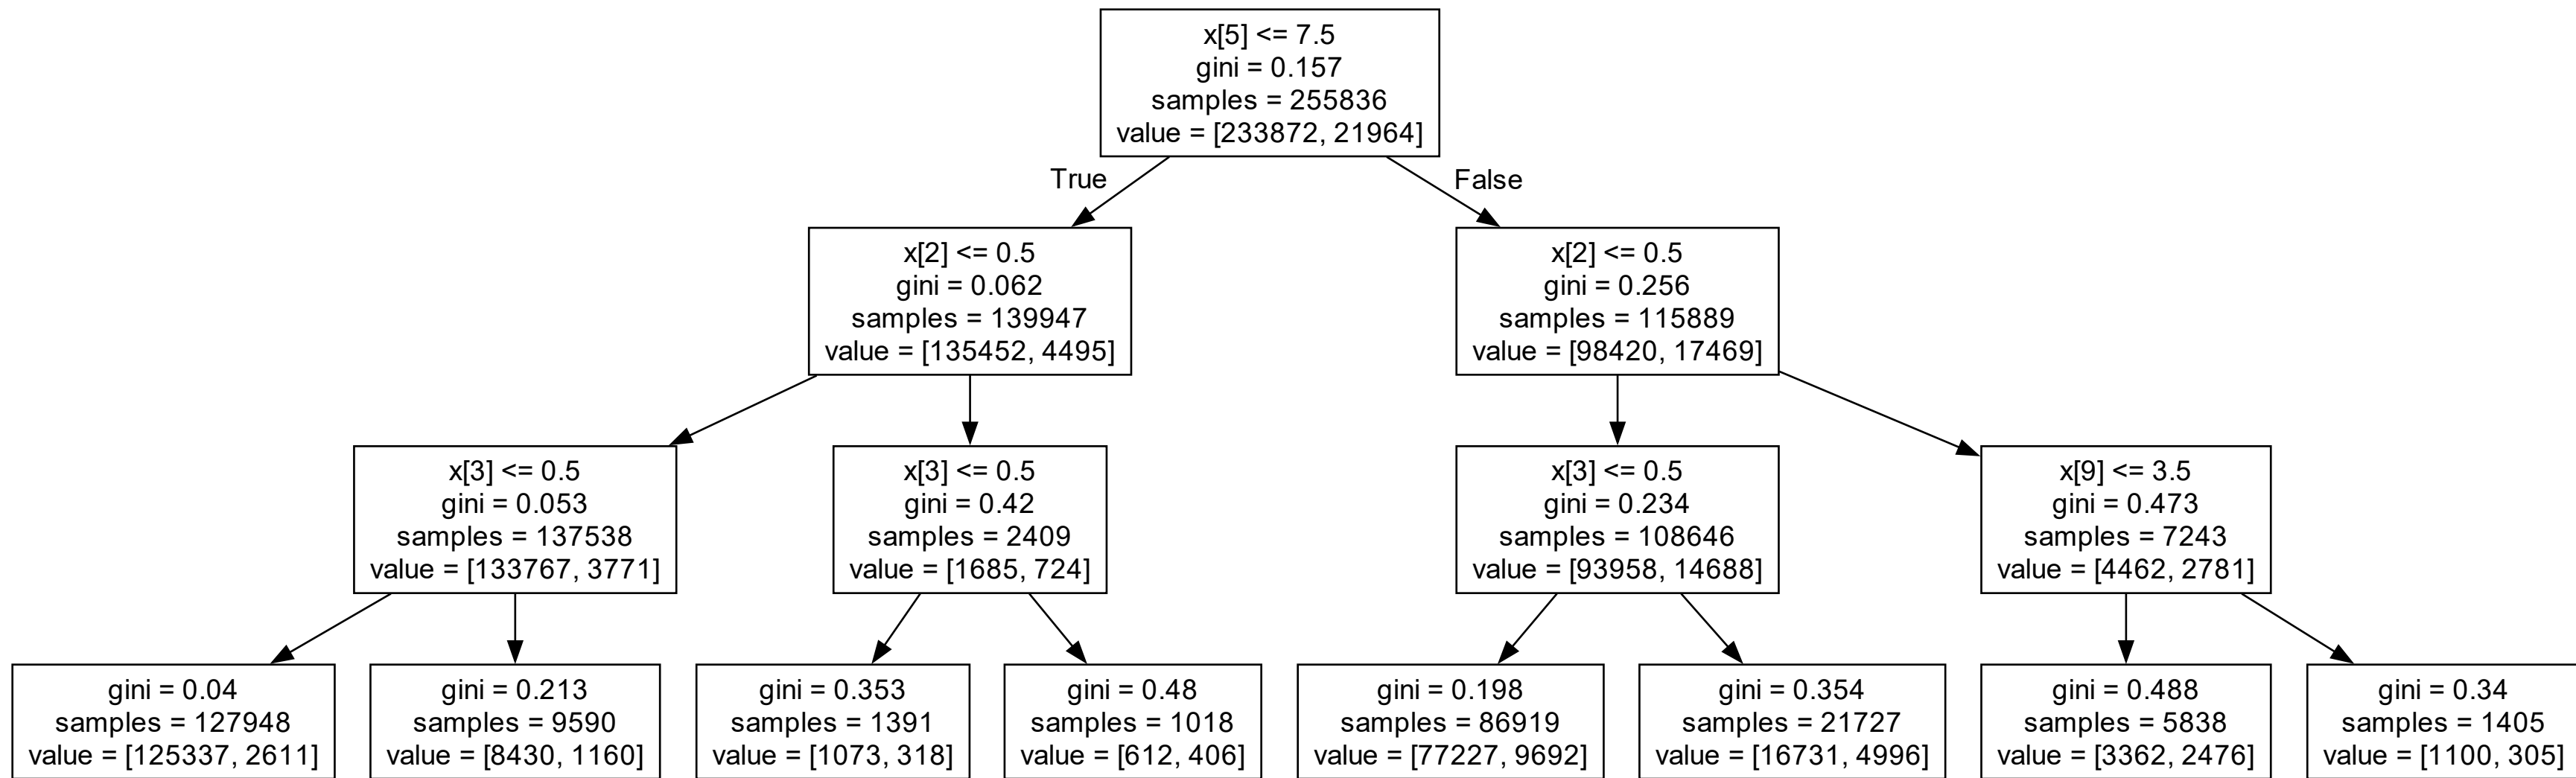 x[5] <= 7.5
gini = 0.157
samples = 255836
value = [233872, 21964]
True
False
x[2] <= 0.5
gini = 0.062
samples = 139947
value = [135452, 4495]
x[2] <= 0.5
gini = 0.256
samples = 115889
value = [98420, 17469]
x[3] <= 0.5
gini = 0.053
samples = 137538
value = [133767, 3771]
x[3] <= 0.5
gini = 0.42
samples = 2409
value = [1685, 724]
x[3] <= 0.5
gini = 0.234
samples = 108646
value = [93958, 14688]
x[9] <= 3.5
gini = 0.473
samples = 7243
value = [4462, 2781]
gini = 0.04
samples = 127948
value = [125337, 2611]
gini = 0.213
samples = 9590
value = [8430, 1160]
gini = 0.353
samples = 1391
value = [1073, 318]
gini = 0.48
samples = 1018
value = [612, 406]
gini = 0.198
samples = 86919
value = [77227, 9692]
gini = 0.354
samples = 21727
value = [16731, 4996]
gini = 0.488
samples = 5838
value = [3362, 2476]
gini = 0.34
samples = 1405
value = [1100, 305]